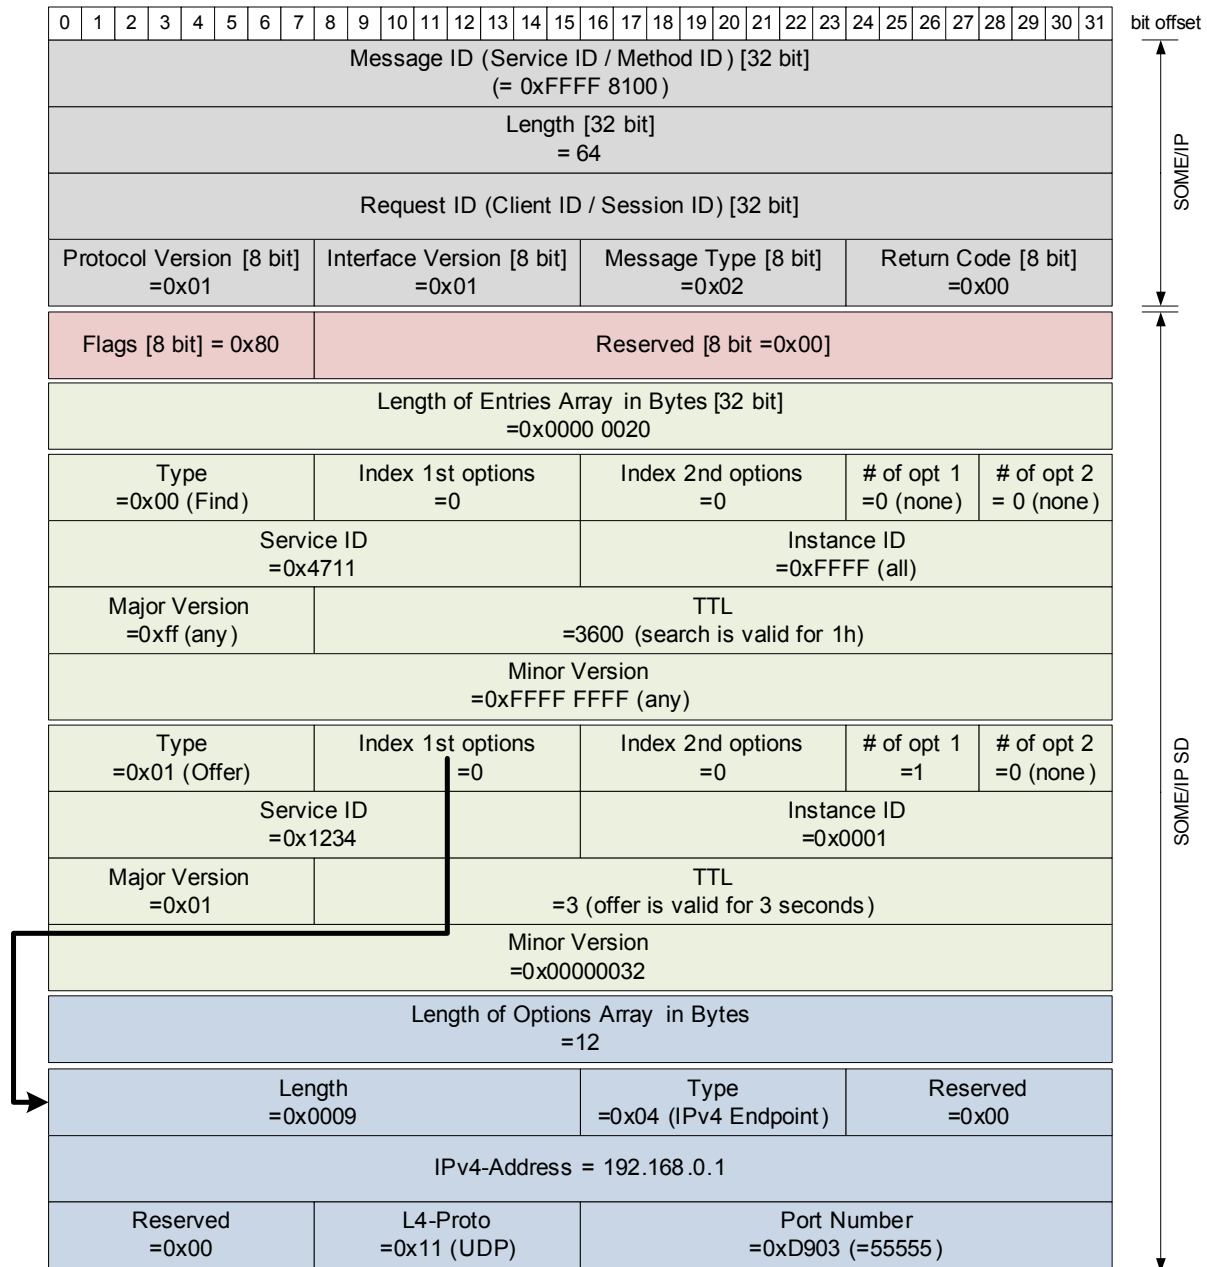 0 1 2 3 4 5 6 7 8 9 10 11 12 13 14 15 16 17 18 19 20 21 22 23 24 25 26 27 28 29 30 31 bit offset
Message ID (Service ID / Method ID) [32 bit]
(= 0xFFFF 8100)
Length [32 bit]
= 64
Request ID (Client ID / Session ID) [32 bit]
SOME/IP
Protocol Version [8 bit] Interface Version [8 bit] Message Type [8 bit] Return Code [8 bit]
=0x01 =0x01 =0x02 =0x00
Flags [8 bit] = 0x80 Reserved [8 bit =0x00]
Length of Entries Array in Bytes [32 bit]
=0x0000 0020
Type Index 1st options Index 2nd options # of opt 1 # of opt 2
=0x00 (Find) =0 =0 =0 (none) = 0 (none)
Service ID Instance ID
=0x4711 =0xFFFF (all)
Major Version TTL
=0xff (any) =3600 (search is valid for 1h)
Minor Version
=0xFFFF FFFF (any)
Type Index 1st options Index 2nd options # of opt 1 # of opt 2
=0x01 (Offer) =0 =0 =1 =0 (none)
SOME/IP SD
Service ID Instance ID
=0x1234 =0x0001
Major Version TTL
=0x01 =3 (offer is valid for 3 seconds)
Minor Version
=0x00000032
Length of Options Array in Bytes
=12
Length Type Reserved
=0x0009 =0x04 (IPv4 Endpoint) =0x00
IPv4-Address = 192.168.0.1
Reserved L4-Proto Port Number
=0x00 =0x11 (UDP) =0xD903 (=55555)